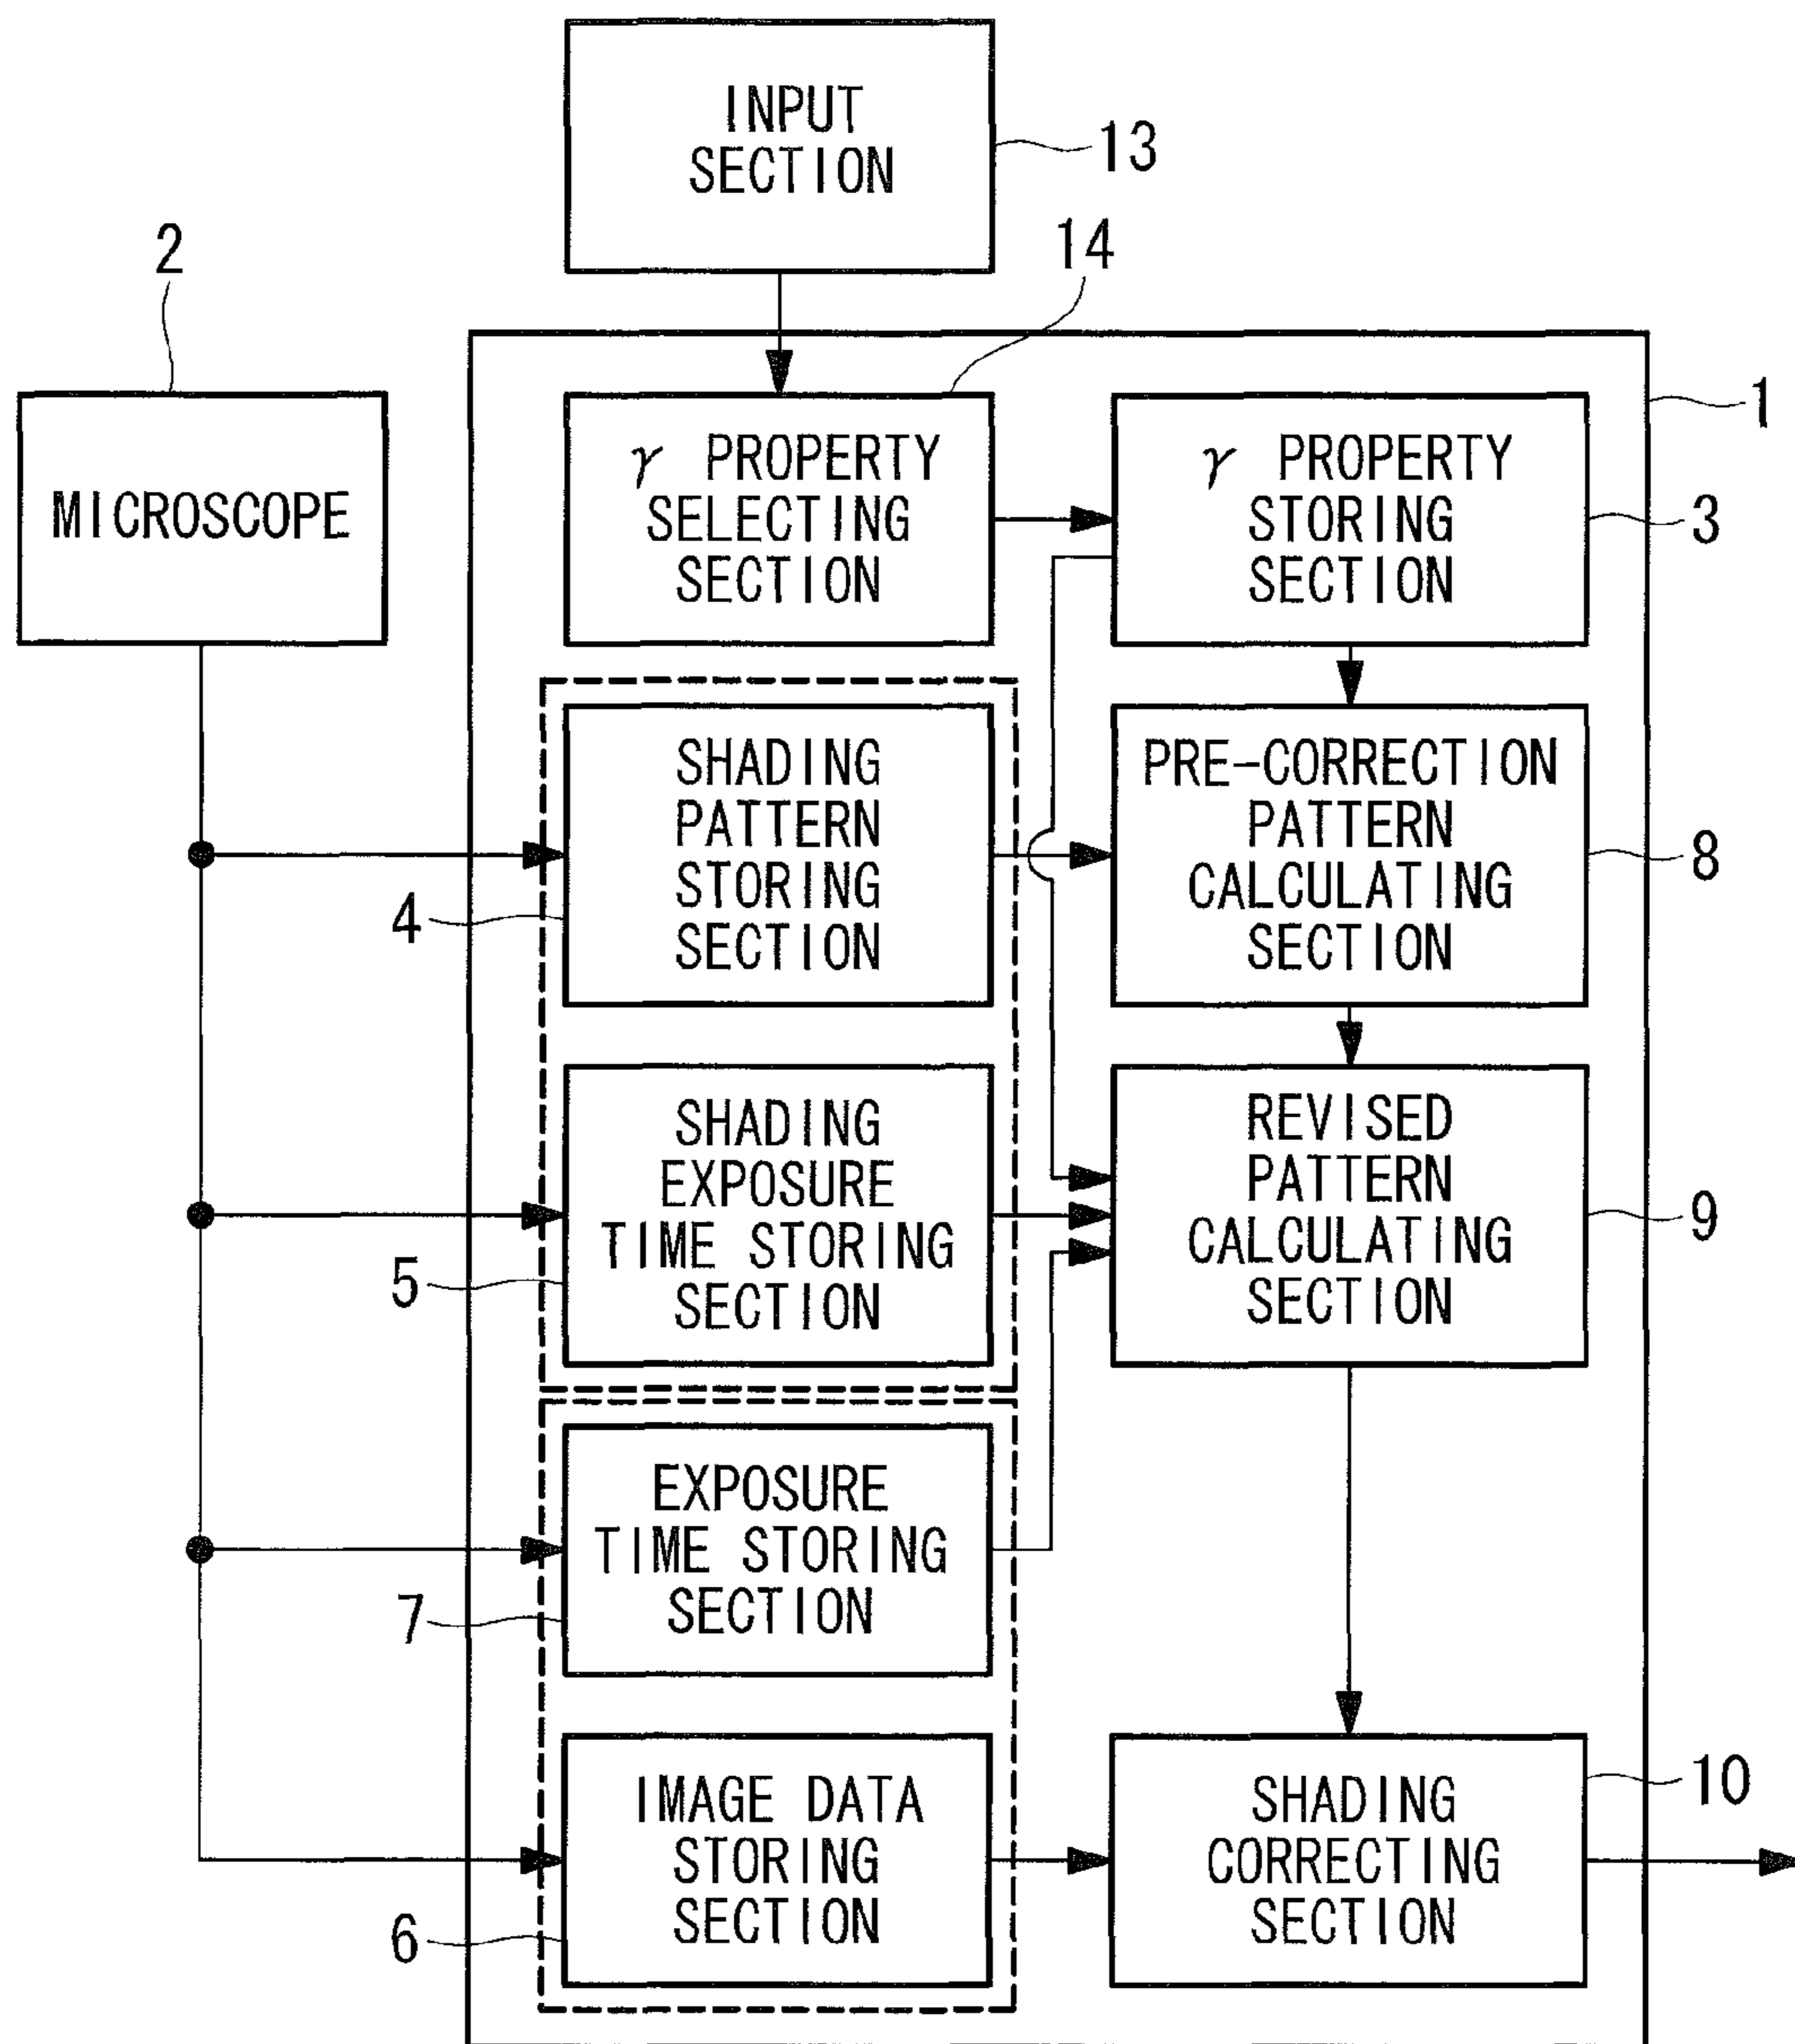 INPUT
SECTION
13
2
14
MICROSCOPE
γ PROPERTY
SELECTING
SECTION
γ PROPERTY
STORING
SECTION
1
3
SHADING
PATTERN
STORING
SECTION
4
PRE-CORRECTION
PATTERN
CALCULATING
SECTION
8
SHADING
EXPOSURE
TIME STORING
SECTION
5
REVISED
PATTERN
CALCULATING
SECTION
9
EXPOSURE
TIME STORING
SECTION
7
IMAGE DATA
STORING
SECTION
6
SHADING
CORRECTING
SECTION
10